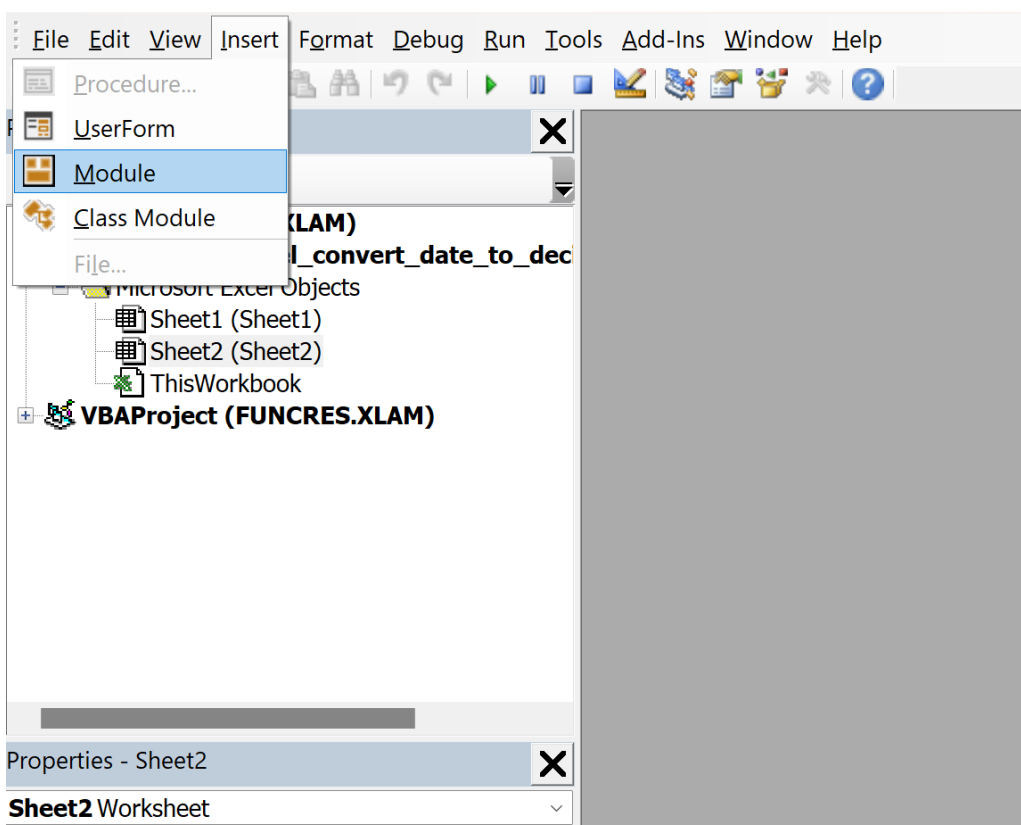 File Edit View Insert Format Debug Run Tools Add-Ins Window Help
Procedure...
UserForm
Module
Class Module
File...
XLAM)
l_convert_date_to_deci
Microsoft Excel Objects
Sheet1 (Sheet1)
Sheet2 (Sheet2)
ThisWorkbook
VBAProject (FUNCRES.XLAM)
Properties - Sheet2
Sheet2 Worksheet